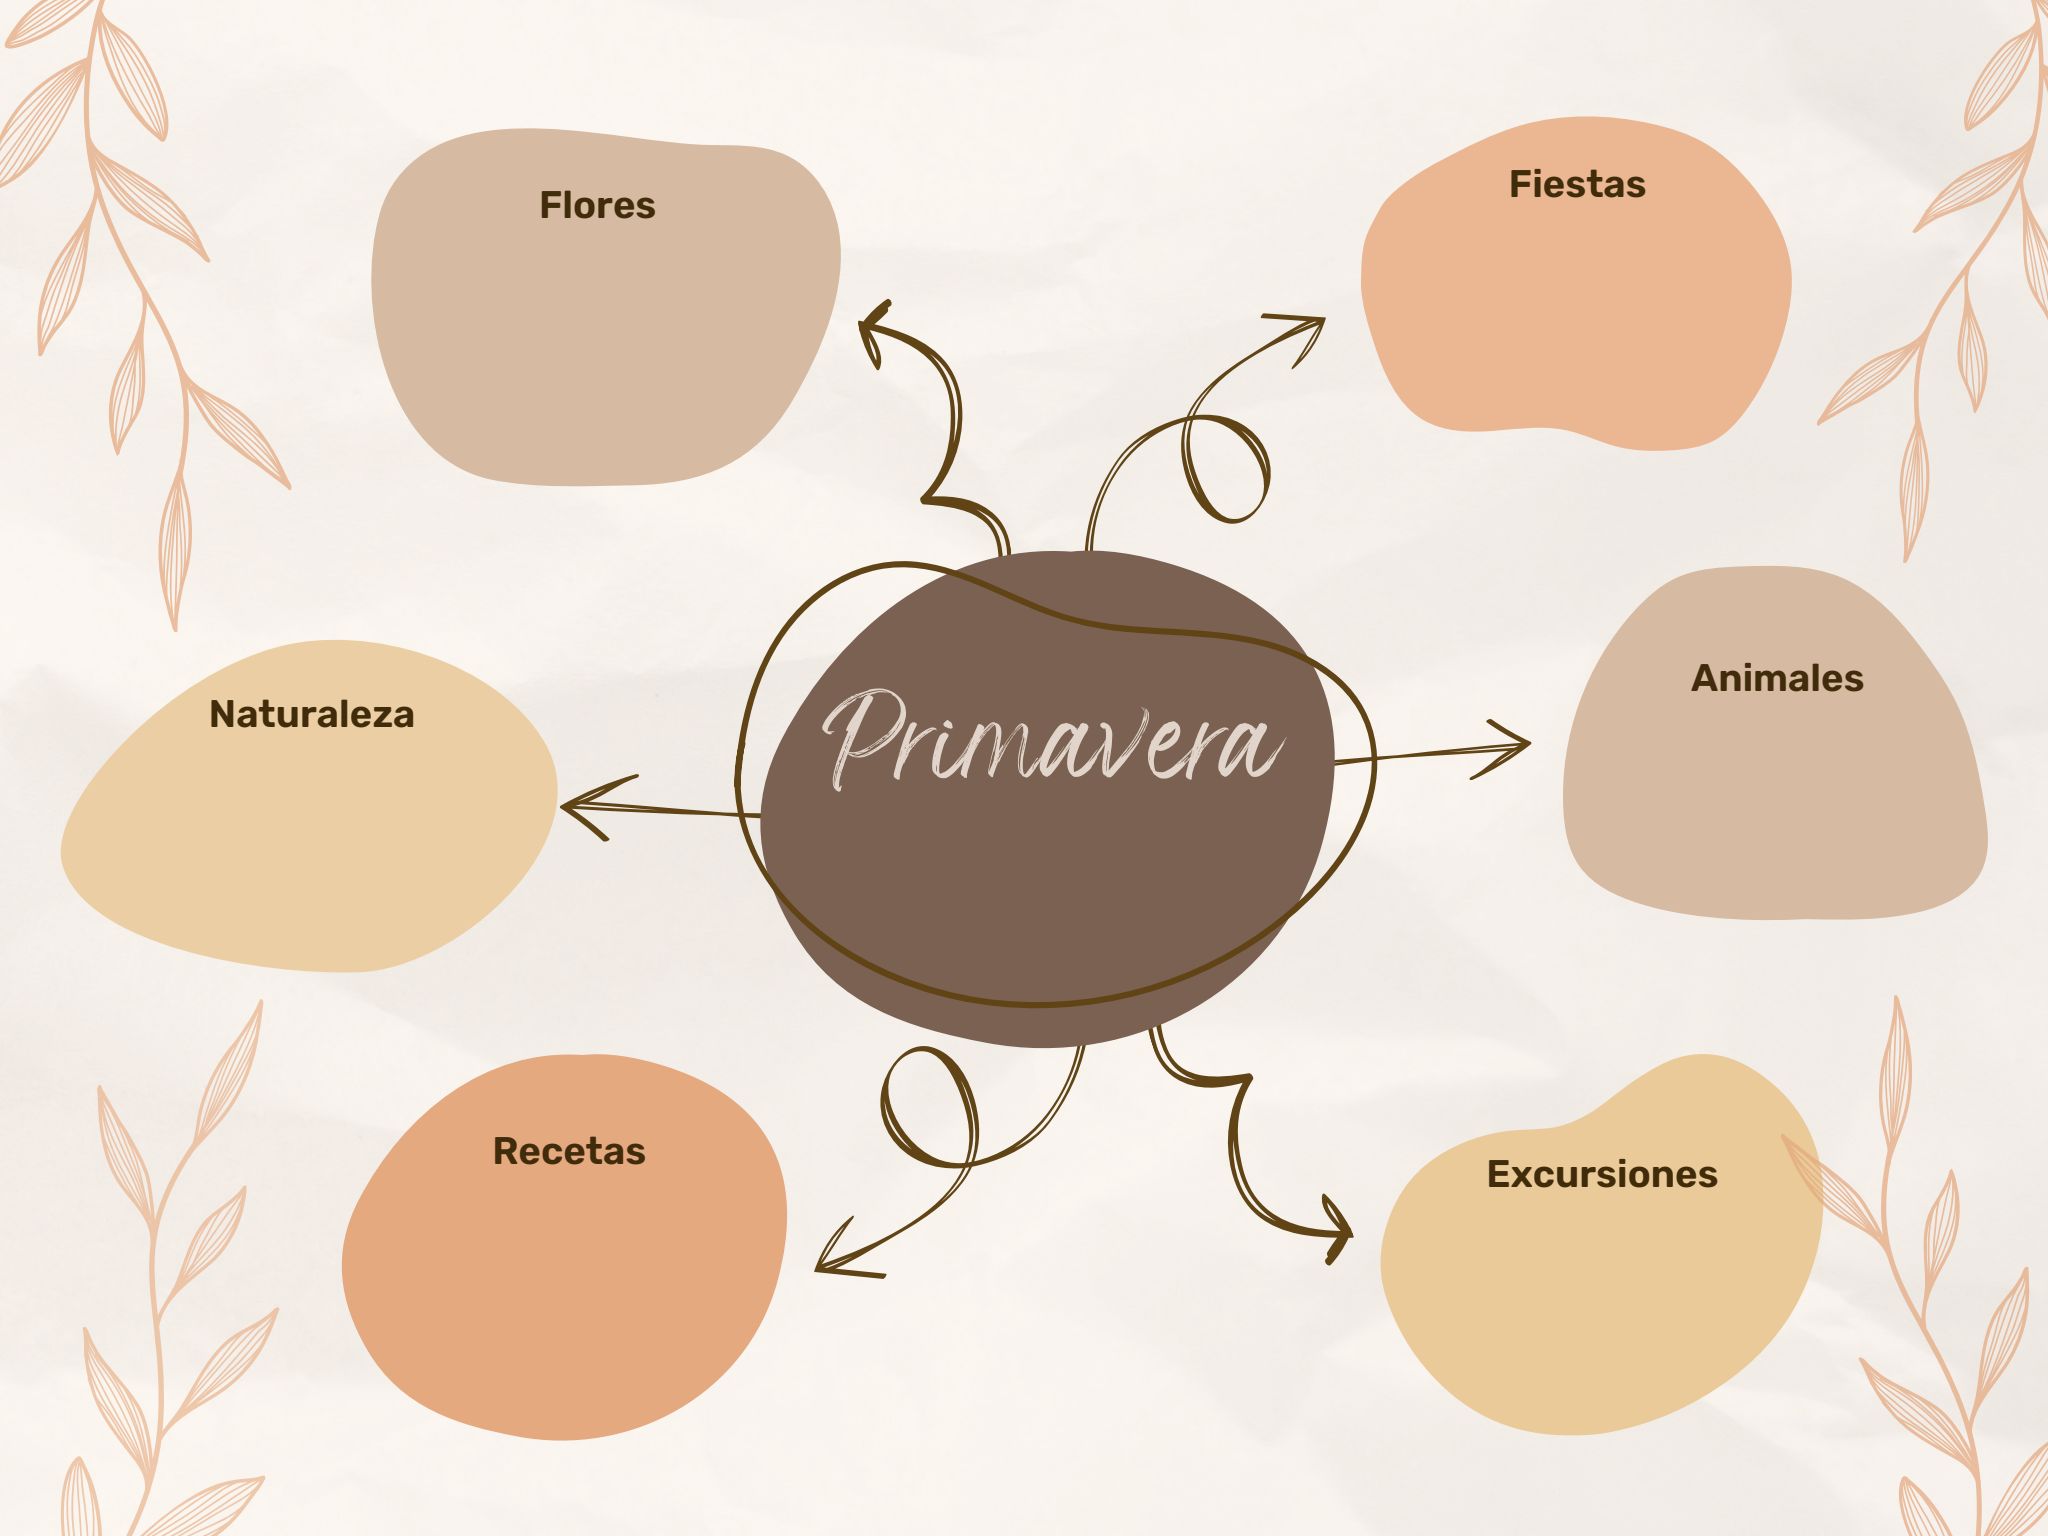 Flores
Fiestas
Naturaleza
Primavera
Animales
Recetas
Excursiones